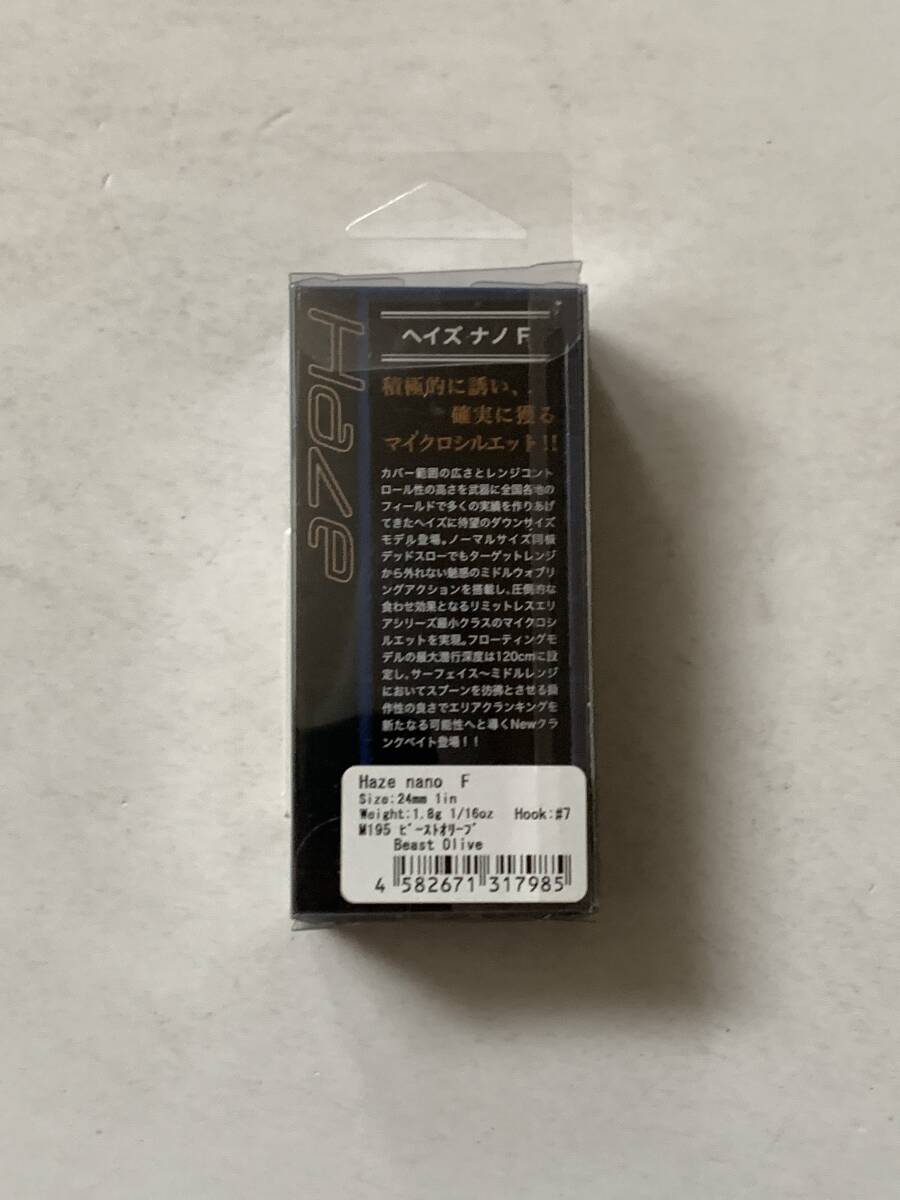 Haze
ヘイズ ナノ F
積極的に誘い、
確実に獲る
マイクロシルエット!!
カバー範囲の広さとレンジコント
ロール性の高さを武器に全国各地の
フィールドで多くの実績を作りあげ
てきたヘイズに待望のダウンサイズ
モデル登場。ノーマルサイズ同様
デッドスローでもターゲットレンジ
から外れない魅惑のミドルウォブリ
ングアクションを搭載し、圧倒的な
食わせ効果となるリミットレスエリ
アシリーズ最小クラスのマイクロシ
ルエットを実現。フローティングモ
デルの最大潜行深度は120cmに設
定し、サーフェイス〜ミドルレンジ
においてスプーンを彷彿とさせる操
作性の良さでエリアクランキングを
新たなる可能性へと導くNewクラ
ンクベイト登場！！
Haze nano F
Size:24mm 1in
Weight:1.8g 1/16oz Hook:#7
M195 ﾋﾞｰｽﾄｵﾘｰﾌﾞ
Beast Olive
4 582671 317985